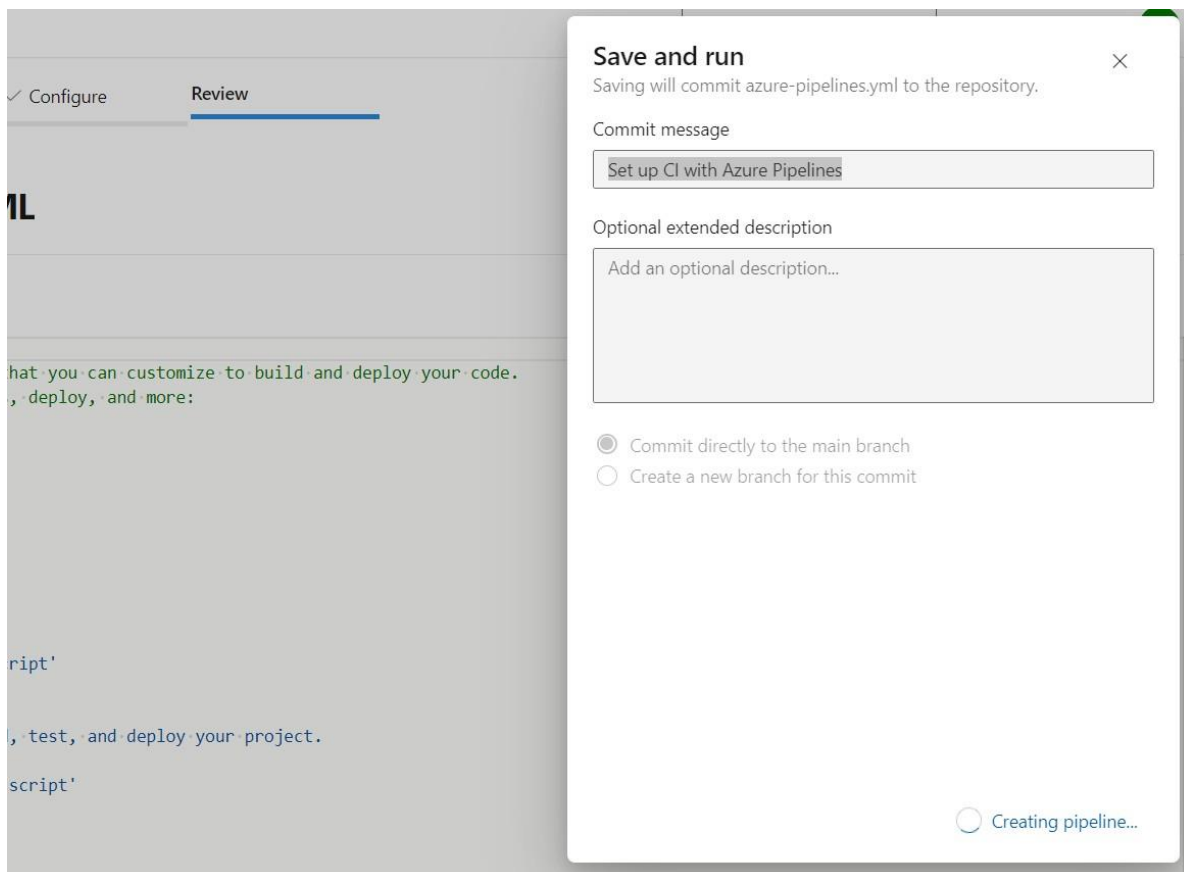 Configure
Review
ML
that you can customize to build and deploy your code.
, deploy, and more:
ript'
, test, and deploy your project.
script'
Save and run
Saving will commit azure-pipelines.yml to the repository.
Commit message
Set up CI with Azure Pipelines
Optional extended description
Add an optional description...
Commit directly to the main branch
Create a new branch for this commit
Creating pipeline...